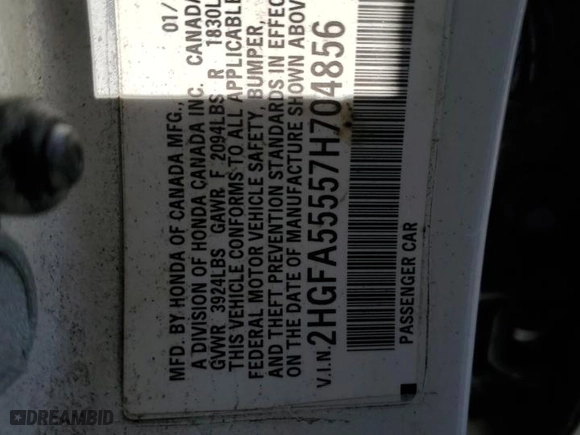 MFD. BY HONDA OF CANADA MFG., 01/
A DIVISION OF HONDA CANADA INC. CANADA
GVWR 3924LBS GAWR F 2094LBS R 1830L
THIS VEHICLE CONFORMS TO ALL APPLICABLE
FEDERAL MOTOR VEHICLE SAFETY, BUMPER,
AND THEFT PREVENTION STANDARDS IN EFFEC
ON THE DATE OF MANUFACTURE SHOWN ABOV
V.I.N. 2HGFA55557H704856
PASSENGER CAR
DREAMBID